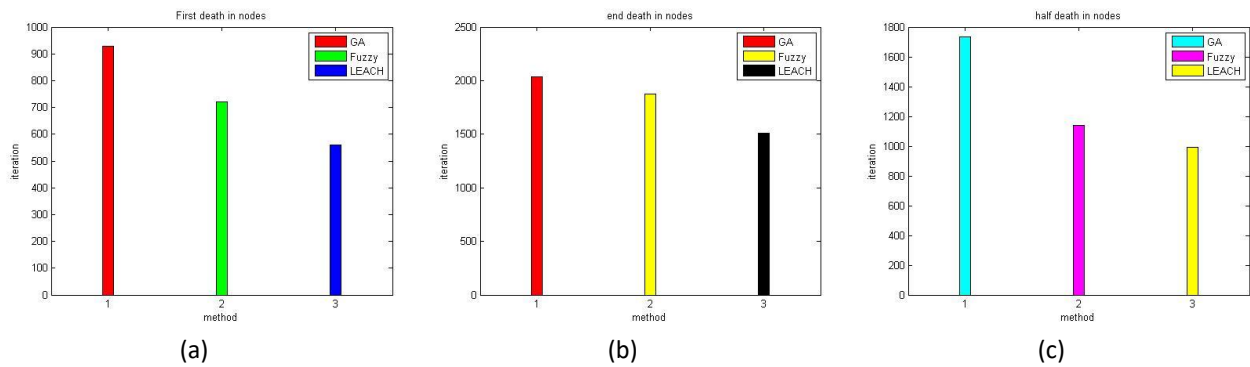 First death in nodes
1000
900
800
700
600
500
400
300
200
100
0
iteration
GA
Fuzzy
LEACH
1 2 3
method
(a)
end death in nodes
2500
2000
1500
1000
500
0
iteration
GA
Fuzzy
LEACH
1 2 3
method
(b)
half death in nodes
1800
1600
1400
1200
1000
800
600
400
200
0
iteration
GA
Fuzzy
LEACH
1 2 3
method
(c)